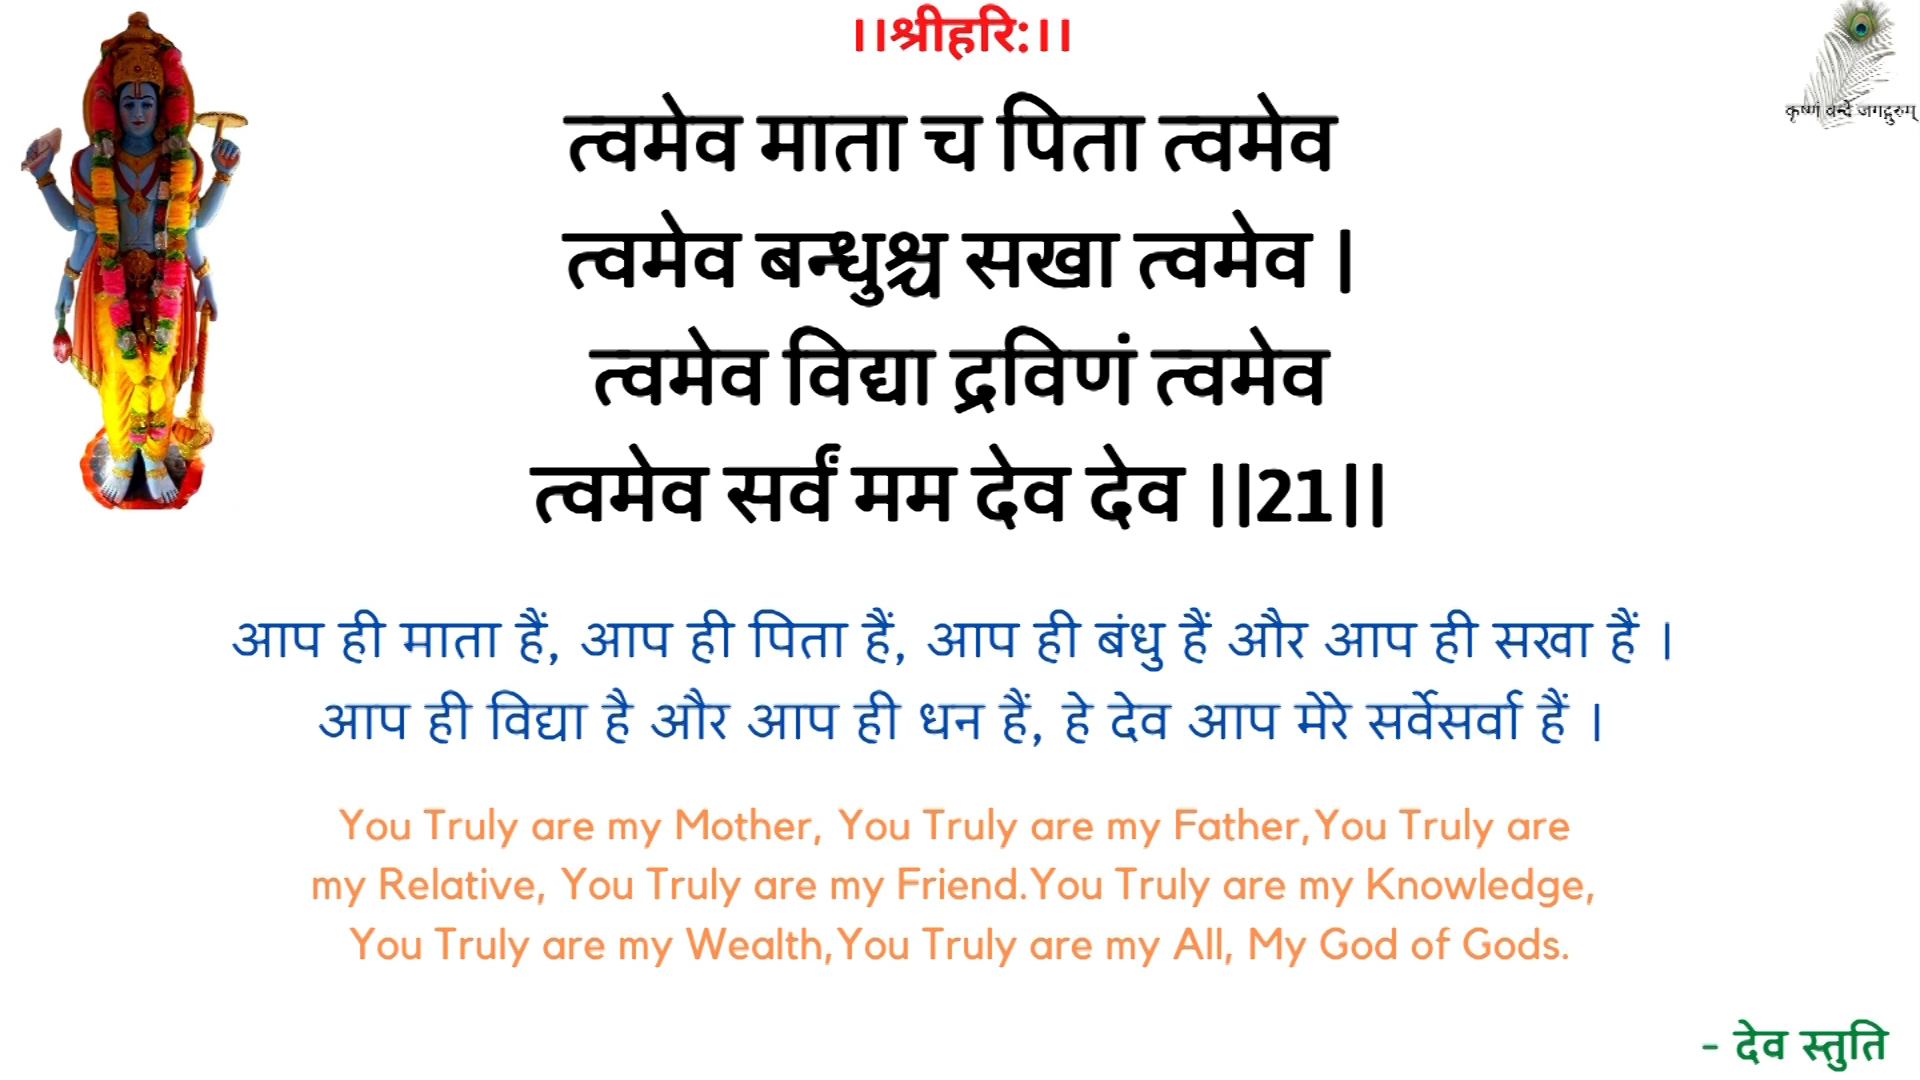 ।।श्रीहरि:।।
कृष्णं वन्दे जगद्गुरुम्
त्वमेव माता च पिता त्वमेव
त्वमेव बन्धुश्च सखा त्वमेव |
त्वमेव विद्या द्रविणं त्वमेव
त्वमेव सर्वं मम देव देव ||21||
आप ही माता हैं, आप ही पिता हैं, आप ही बंधु हैं और आप ही सखा हैं ।
आप ही विद्या है और आप ही धन हैं, हे देव आप मेरे सर्वेसर्वा हैं ।
You Truly are my Mother, You Truly are my Father,You Truly are
my Relative, You Truly are my Friend.You Truly are my Knowledge,
You Truly are my Wealth,You Truly are my All, My God of Gods.
- देव स्तुति